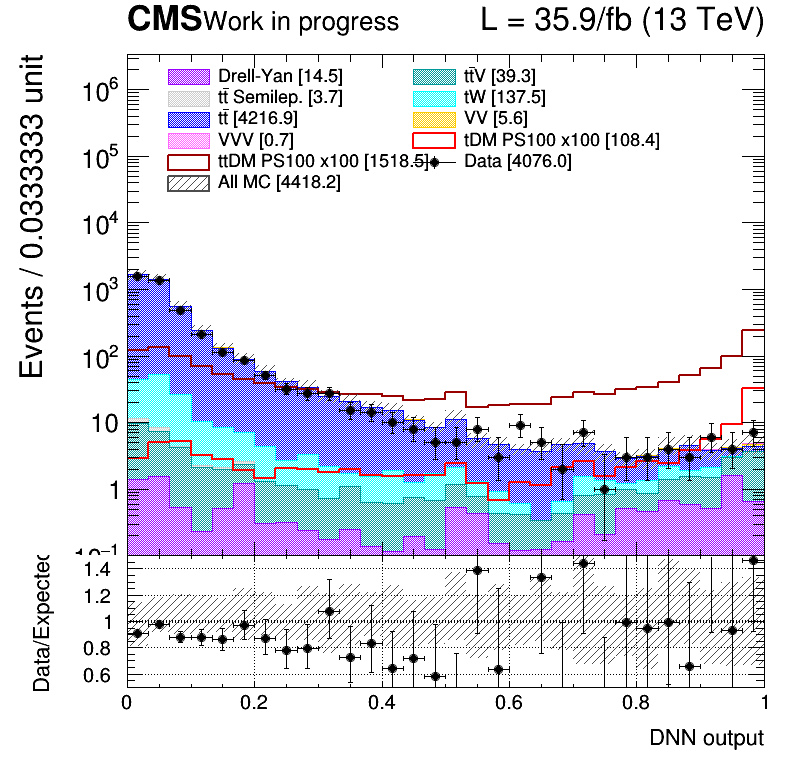 CMS Work in progress L = 35.9/fb (13 TeV)
Events / 0.0333333 unit
10⁶
10⁵
10⁴
10³
10²
10
1
10⁻¹
Drell-Yan [14.5] tt̄V [39.3]
tt̄ Semilep. [3.7] tW [137.5]
tt̄ [4216.9] VV [5.6]
VVV [0.7] tDM PS100 x100 [108.4]
ttDM PS100 x100 [1518.5] Data [4076.0]
All MC [4418.2]
Data/Expected
1.4
1.2
1
0.8
0.6
0 0.2 0.4 0.6 0.8 1
DNN output